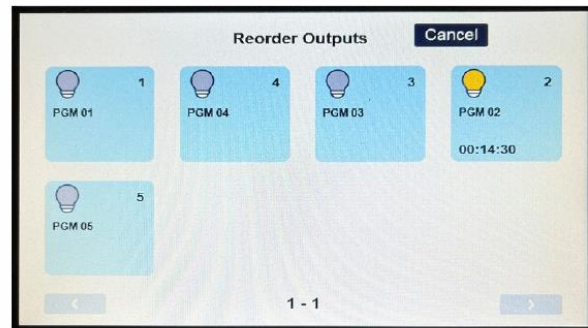 Reorder Outputs
Cancel
1
PGM 01
4
PGM 04
3
PGM 03
2
PGM 02
00:14:30
5
PGM 05
< 1 - 1 >